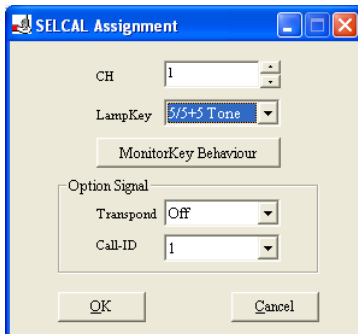 SELCAL Assignment
CH 1
LampKey 5/5+5 Tone
MonitorKey Behaviour
Option Signal
Transpond Off
Call-ID 1
OK Cancel